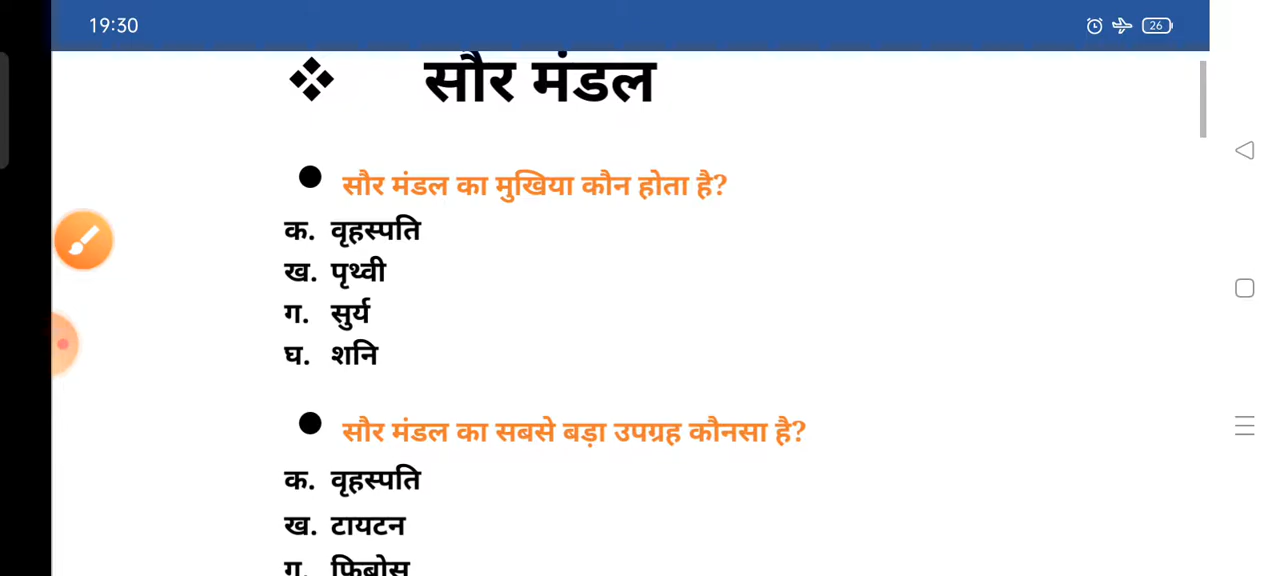 19:30
26
❖ सौर मंडल
● सौर मंडल का मुखिया कौन होता है?
क. वृहस्पति
ख. पृथ्वी
ग. सुर्य
घ. शनि
● सौर मंडल का सबसे बड़ा उपग्रह कौनसा है?
क. वृहस्पति
ख. टायटन
ग. फिबोस